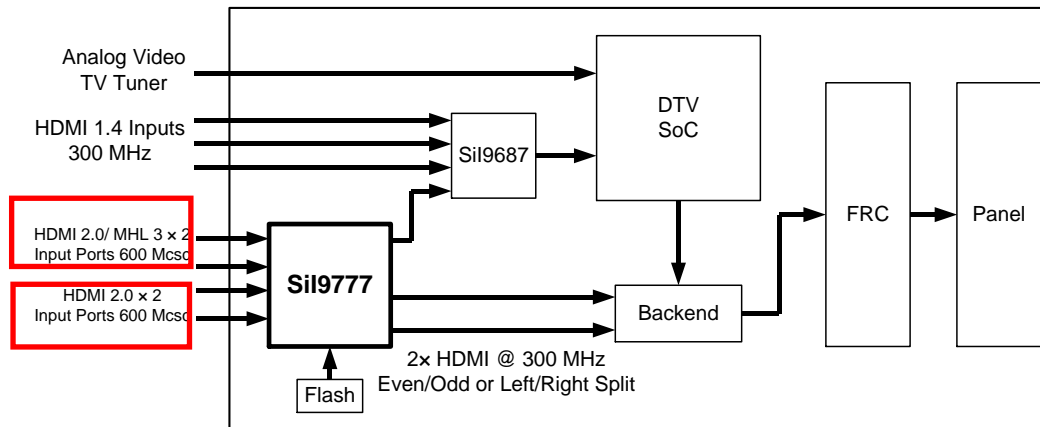 Analog Video
TV Tuner
HDMI 1.4 Inputs
300 MHz
HDMI 2.0/ MHL 3 × 2
Input Ports 600 Mcsc
HDMI 2.0 × 2
Input Ports 600 Mcsc
SiI9687
SiI9777
Flash
2× HDMI @ 300 MHz
Even/Odd or Left/Right Split
DTV
SoC
Backend
FRC
Panel